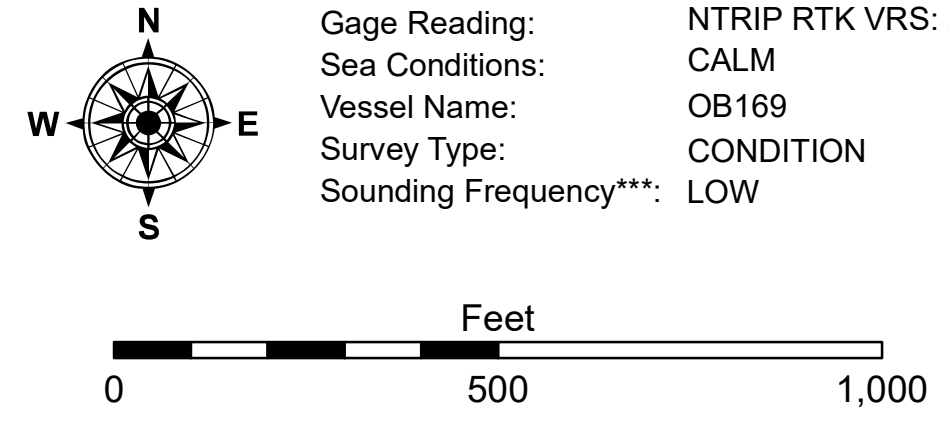 N
W E
S
Gage Reading: NTRIP RTK VRS:
Sea Conditions: CALM
Vessel Name: OB169
Survey Type: CONDITION
Sounding Frequency***: LOW
Feet
0 500 1,000